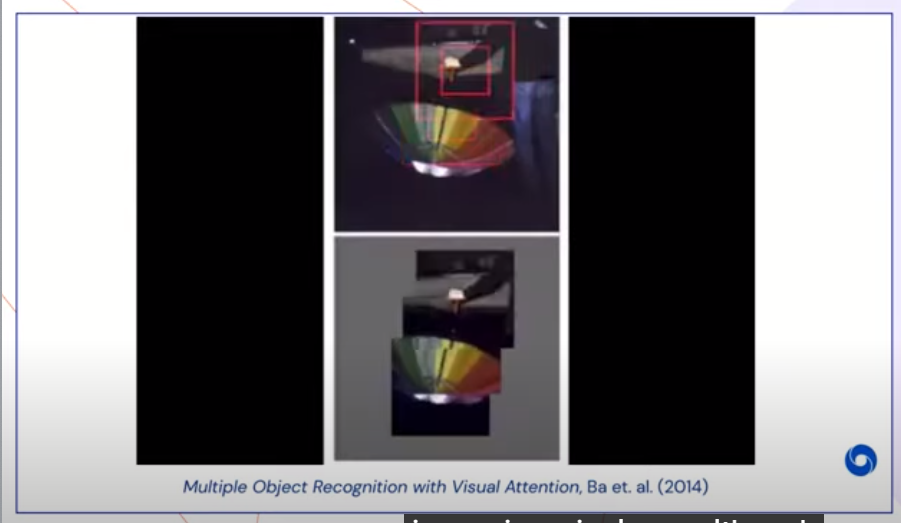 Multiple Object Recognition with Visual Attention, Ba et. al. (2014)